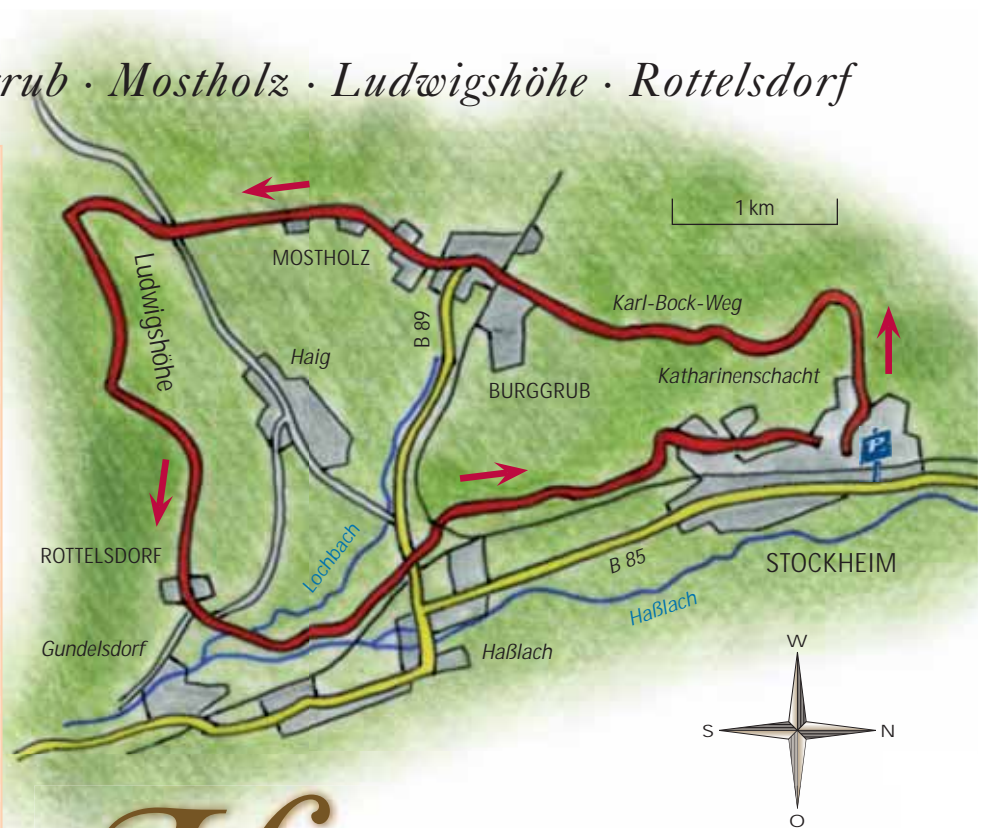 rub · Mostholz · Ludwigshöhe · Rottelsdorf
1 km
MOSTHOLZ
Ludwigshöhe
B 89
Karl-Bock-Weg
Haig
Katharinenschacht
BURGGRUB
P
ROTTELSDORF
Lochbach
B 85
STOCKHEIM
Haßlach
Gundelsdorf
Haßlach
W
S
N
O